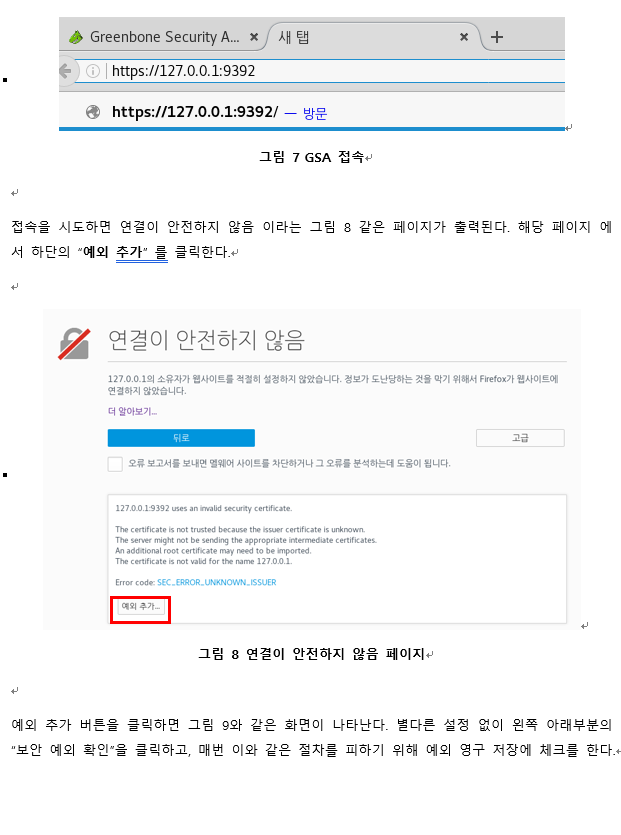 Greenbone Security A... × 새 탭 × +
https://127.0.0.1:9392
https://127.0.0.1:9392/ — 방문
그림 7 GSA 접속
접속을 시도하면 연결이 안전하지 않음 이라는 그림 8 같은 페이지가 출력된다. 해당 페이지 에
서 하단의 “예외 추가” 를 클릭한다.
연결이 안전하지 않음
127.0.0.1의 소유자가 웹사이트를 적절히 설정하지 않았습니다. 정보가 도난당하는 것을 막기 위해서 Firefox가 웹사이트에
연결하지 않았습니다.
더 알아보기...
뒤로 고급
오류 보고서를 보내면 멜웨어 사이트를 차단하거나 그 오류를 분석하는데 도움이 됩니다.
127.0.0.1:9392 uses an invalid security certificate.
The certificate is not trusted because the issuer certificate is unknown.
The server might not be sending the appropriate intermediate certificates.
An additional root certificate may need to be imported.
The certificate is not valid for the name 127.0.0.1.
Error code: SEC_ERROR_UNKNOWN_ISSUER
예외 추가...
그림 8 연결이 안전하지 않음 페이지
예외 추가 버튼을 클릭하면 그림 9와 같은 화면이 나타난다. 별다른 설정 없이 왼쪽 아래부분의
“보안 예외 확인”을 클릭하고, 매번 이와 같은 절차를 피하기 위해 예외 영구 저장에 체크를 한다.